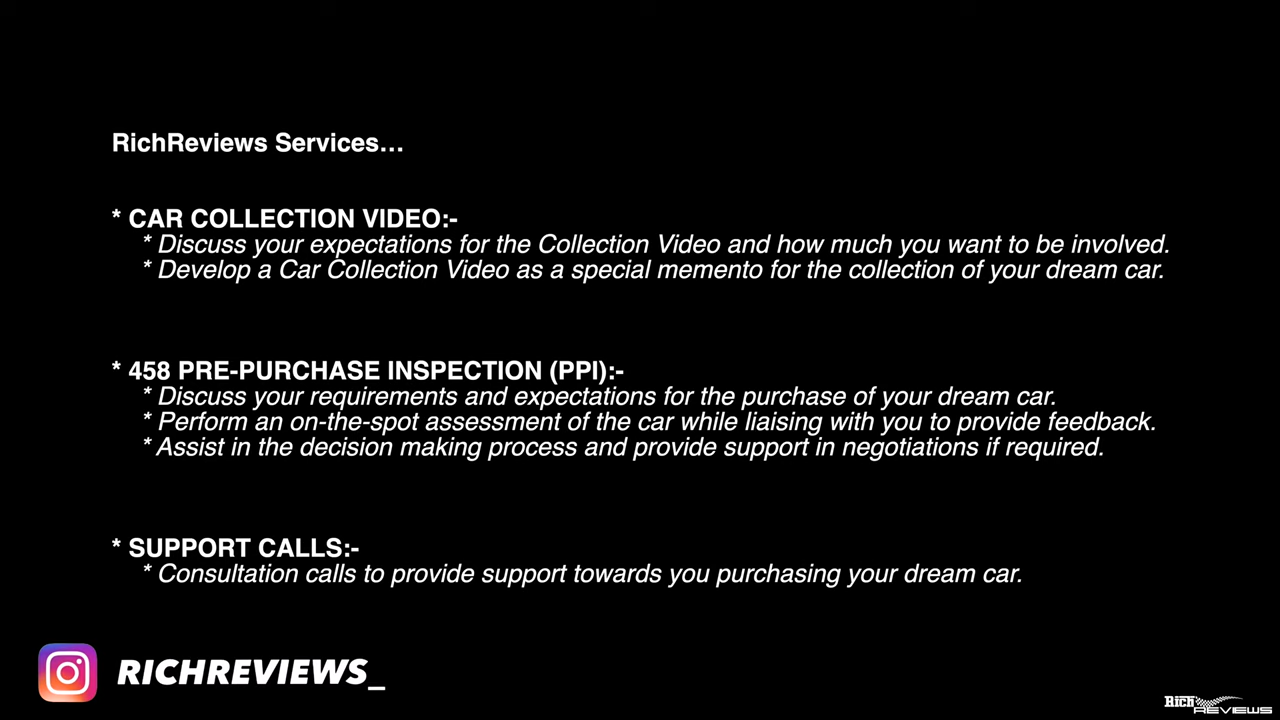 RichReviews Services...
* CAR COLLECTION VIDEO:-
* Discuss your expectations for the Collection Video and how much you want to be involved.
* Develop a Car Collection Video as a special memento for the collection of your dream car.
* 458 PRE-PURCHASE INSPECTION (PPI):-
* Discuss your requirements and expectations for the purchase of your dream car.
* Perform an on-the-spot assessment of the car while liaising with you to provide feedback.
* Assist in the decision making process and provide support in negotiations if required.
* SUPPORT CALLS:-
* Consultation calls to provide support towards you purchasing your dream car.
RICHREVIEWS_
Rich
REVIEWS